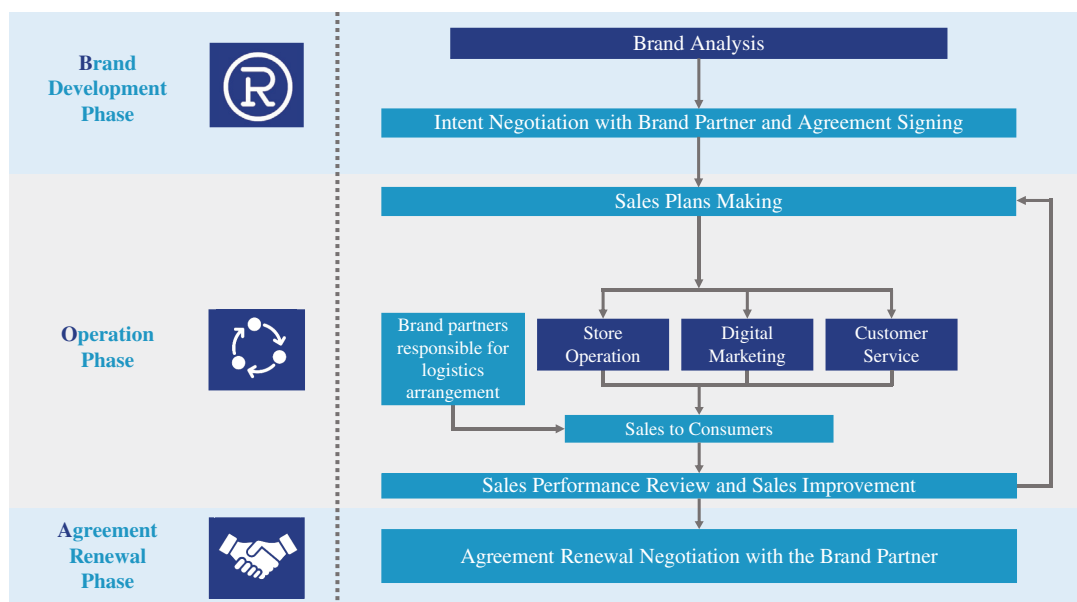 Brand
Development
Phase
R
Brand Analysis
Intent Negotiation with Brand Partner and Agreement Signing
Operation
Phase
Sales Plans Making
Brand partners
responsible for
logistics
arrangement
Store
Operation
Digital
Marketing
Customer
Service
Sales to Consumers
Sales Performance Review and Sales Improvement
Agreement
Renewal
Phase
Agreement Renewal Negotiation with the Brand Partner